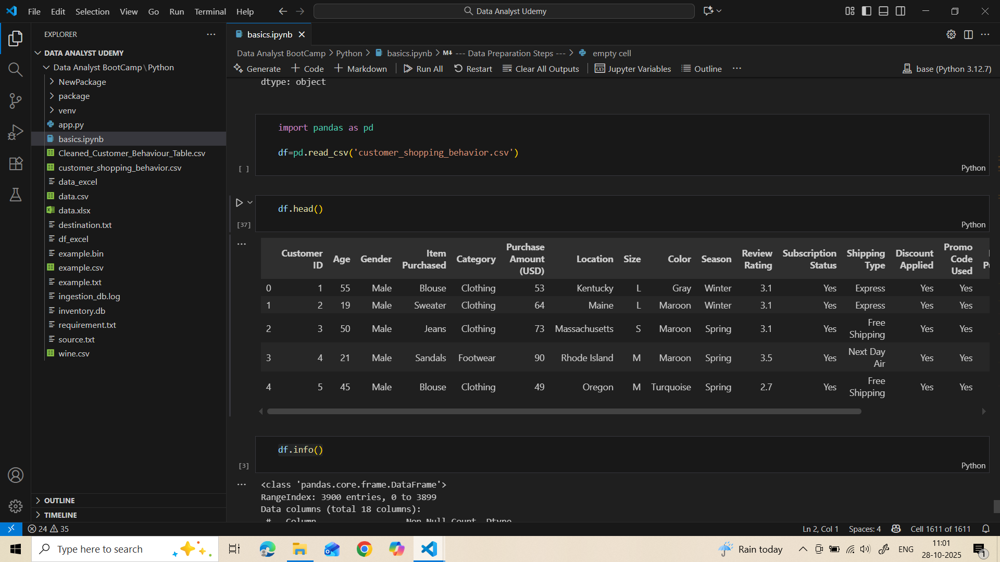 File Edit Selection View Go Run Terminal Help
Data Analyst Udemy
EXPLORER
DATA ANALYST UDEMY
Data Analyst BootCamp\Python
NewPackage
package
venv
app.py
basics.ipynb
Cleaned_Customer_Behaviour_Table.csv
customer_shopping_behavior.csv
data_excel
data.csv
data.xlsx
destination.txt
df_excel
example.bin
example.csv
example.txt
ingestion_db.log
inventory.db
requirement.txt
source.txt
wine.csv
OUTLINE
TIMELINE
basics.ipynb
Data Analyst BootCamp > Python > basics.ipynb > M↓ --- Data Preparation Steps --- > empty cell
Generate + Code + Markdown Run All Restart Clear All Outputs Jupyter Variables Outline ... base (Python 3.12.7)
dtype: object
import pandas as pd
df=pd.read_csv('customer_shopping_behavior.csv')
[ ]
Python
df.head()
[37]
Python
Customer ID Age Gender Item Purchased Category Purchase Amount (USD) Location Size Color Season Review Rating Subscription Status Shipping Type Discount Applied Promo Code Used
0 1 55 Male Blouse Clothing 53 Kentucky L Gray Winter 3.1 Yes Express Yes Yes
1 2 19 Male Sweater Clothing 64 Maine L Maroon Winter 3.1 Yes Express Yes Yes
2 3 50 Male Jeans Clothing 73 Massachusetts S Maroon Spring 3.1 Yes Free Shipping Yes Yes
3 4 21 Male Sandals Footwear 90 Rhode Island M Maroon Spring 3.5 Yes Next Day Air Yes Yes
4 5 45 Male Blouse Clothing 49 Oregon M Turquoise Spring 2.7 Yes Free Shipping Yes Yes
df.info()
[3]
Python
<class 'pandas.core.frame.DataFrame'>
RangeIndex: 3900 entries, 0 to 3899
Data columns (total 18 columns):
# Column Non-Null Count Dtype
24 35
Ln 2, Col 1 Spaces: 4 Cell 1611 of 1611
Type here to search
Rain today
ENG
11:01
28-10-2025
1